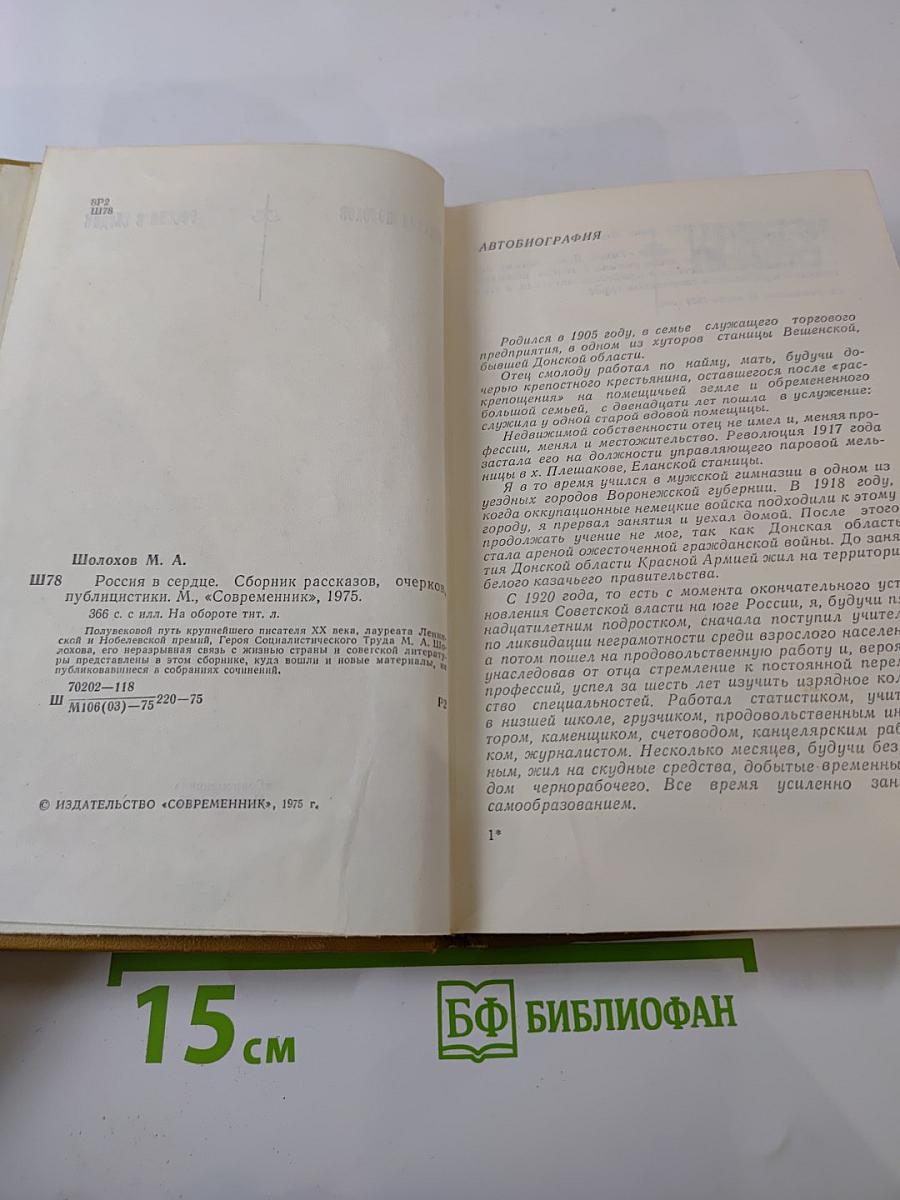 8Р2
Ш78
Шолохов М. А.
Ш78 Россия в сердце. Сборник рассказов, очерков,
публицистики. М., «Современник», 1975.
366 с. с илл. На обороте тит. л.
Полувековой путь крупнейшего писателя XX века, лауреата Ленин-
ской и Нобелевской премий, Героя Социалистического Труда М. А. Шо-
лохова, его неразрывная связь с жизнью страны и советской литерату-
ры представлены в этом сборнике, куда вошли и новые материалы, не
публиковавшиеся в собраниях сочинений.
70202—118
Ш 220—75
М106(03)—75
Р2
© ИЗДАТЕЛЬСТВО «СОВРЕМЕННИК», 1975 г.
АВТОБИОГРАФИЯ
Родился в 1905 году, в семье служащего торгового
предприятия, в одном из хуторов станицы Вешенской,
бывшей Донской области.
Отец смолоду работал по найму, мать, будучи до-
черью крепостного крестьянина, оставшегося после «рас-
крепощения» на помещичьей земле и обремененного
большой семьей, с двенадцати лет пошла в услужение:
служила у одной старой вдовой помещицы.
Недвижимой собственности отец не имел и, меняя про-
фессии, менял и местожительство. Революция 1917 года
застала его на должности управляющего паровой мель-
ницы в х. Плешакове, Еланской станицы.
Я в то время учился в мужской гимназии в одном из
уездных городов Воронежской губернии. В 1918 году,
когда оккупационные немецкие войска подходили к этому
городу, я прервал занятия и уехал домой. После этого
продолжать учение не мог, так как Донская область
стала ареной ожесточенной гражданской войны. До заня
тия Донской области Красной Армией жил на территори
белого казачьего правительства.
С 1920 года, то есть с момента окончательного уст
новления Советской власти на юге России, я, будучи пя
надцатилетним подростком, сначала поступил учител
по ликвидации неграмотности среди взрослого населен
а потом пошел на продовольственную работу и, вероя
унаследовав от отца стремление к постоянной перем
профессий, успел за шесть лет изучить изрядное кол
ство специальностей. Работал статистиком, учит
в низшей школе, грузчиком, продовольственным ин
тором, каменщиком, счетоводом, канцелярским раб
ком, журналистом. Несколько месяцев, будучи без
ным, жил на скудные средства, добытые временны
дом чернорабочего. Все время усиленно зан
самообразованием.
1*
15 см
БФ БИБЛИОФАН